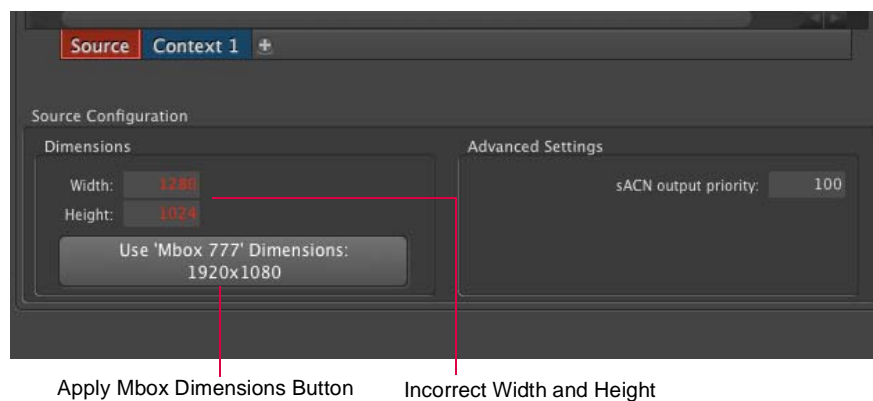 Source Context 1 +
Source Configuration
Dimensions
Advanced Settings
Width: 1280
sACN output priority: 100
Height: 1024
Use 'Mbox 777' Dimensions:
1920x1080
Apply Mbox Dimensions Button
Incorrect Width and Height